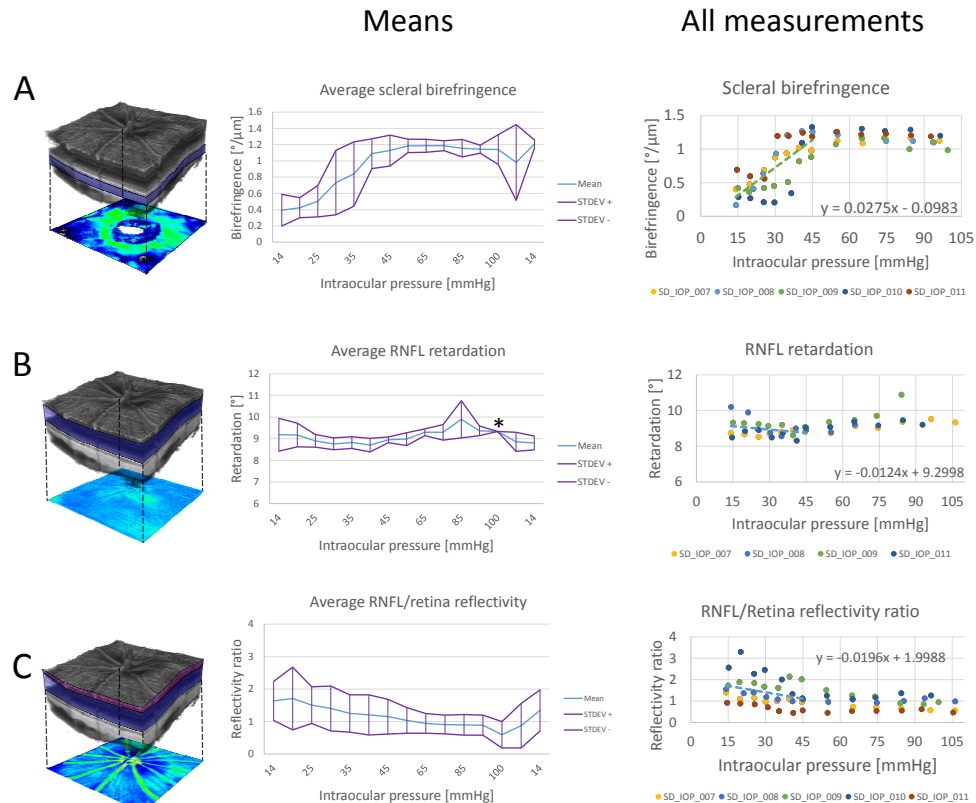 Means
All measurements
A
Average scleral birefringence
Birefringence [°/µm]
1.6
1.4
1.2
1
0.8
0.6
0.4
0.2
0
14
25
35
45
65
85
100
14
Intraocular pressure [mmHg]
Mean
STDEV +
STDEV -
Scleral birefringence
Birefringence [°/µm]
1.5
1
0.5
0
y = 0.0275x - 0.0983
0 15 30 45 60 75 90 105
Intraocular pressure [mmHg]
SD_IOP_007 SD_IOP_008 SD_IOP_009 SD_IOP_010 SD_IOP_011
B
Average RNFL retardation
Retardation [°]
12
11
10
9
8
7
6
*
14
25
35
45
65
85
100
14
Intraocular pressure [mmHg]
Mean
STDEV +
STDEV -
RNFL retardation
Retardation [°]
12
10
8
6
y = -0.0124x + 9.2998
0 15 30 45 60 75 90 105
Intraocular pressure [mmHg]
SD_IOP_007 SD_IOP_008 SD_IOP_009 SD_IOP_011
C
Average RNFL/retina reflectivity
Reflectivity ratio
4
3
2
1
0
14
25
35
45
65
85
100
14
Intraocular pressure [mmHg]
Mean
STDEV +
STDEV -
RNFL/Retina reflectivity ratio
Reflectivity ratio
4
3
2
1
0
y = -0.0196x + 1.9988
0 15 30 45 60 75 90 105
Intraocular pressure [mmHg]
SD_IOP_007 SD_IOP_008 SD_IOP_009 SD_IOP_010 SD_IOP_011